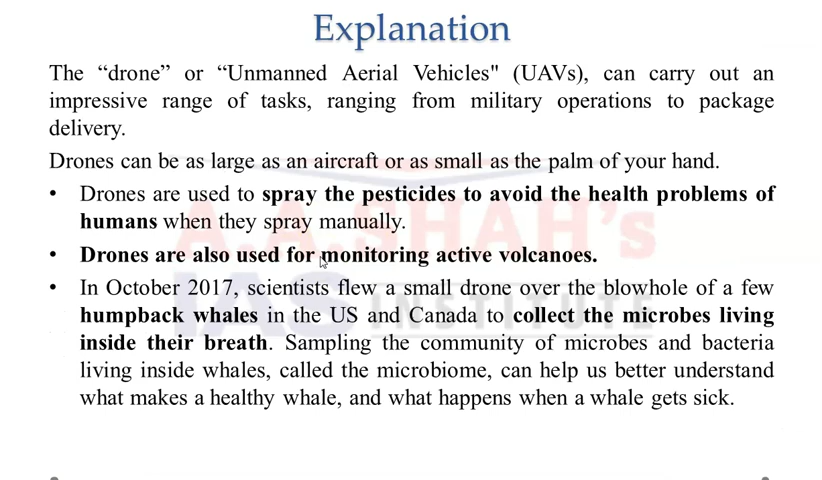 Explanation
The “drone” or “Unmanned Aerial Vehicles" (UAVs), can carry out an
impressive range of tasks, ranging from military operations to package
delivery.
Drones can be as large as an aircraft or as small as the palm of your hand.
• Drones are used to spray the pesticides to avoid the health problems of
humans when they spray manually.
• Drones are also used for monitoring active volcanoes.
• In October 2017, scientists flew a small drone over the blowhole of a few
humpback whales in the US and Canada to collect the microbes living
inside their breath. Sampling the community of microbes and bacteria
living inside whales, called the microbiome, can help us better understand
what makes a healthy whale, and what happens when a whale gets sick.
A.A.SHAH's
IAS INSTITUTE